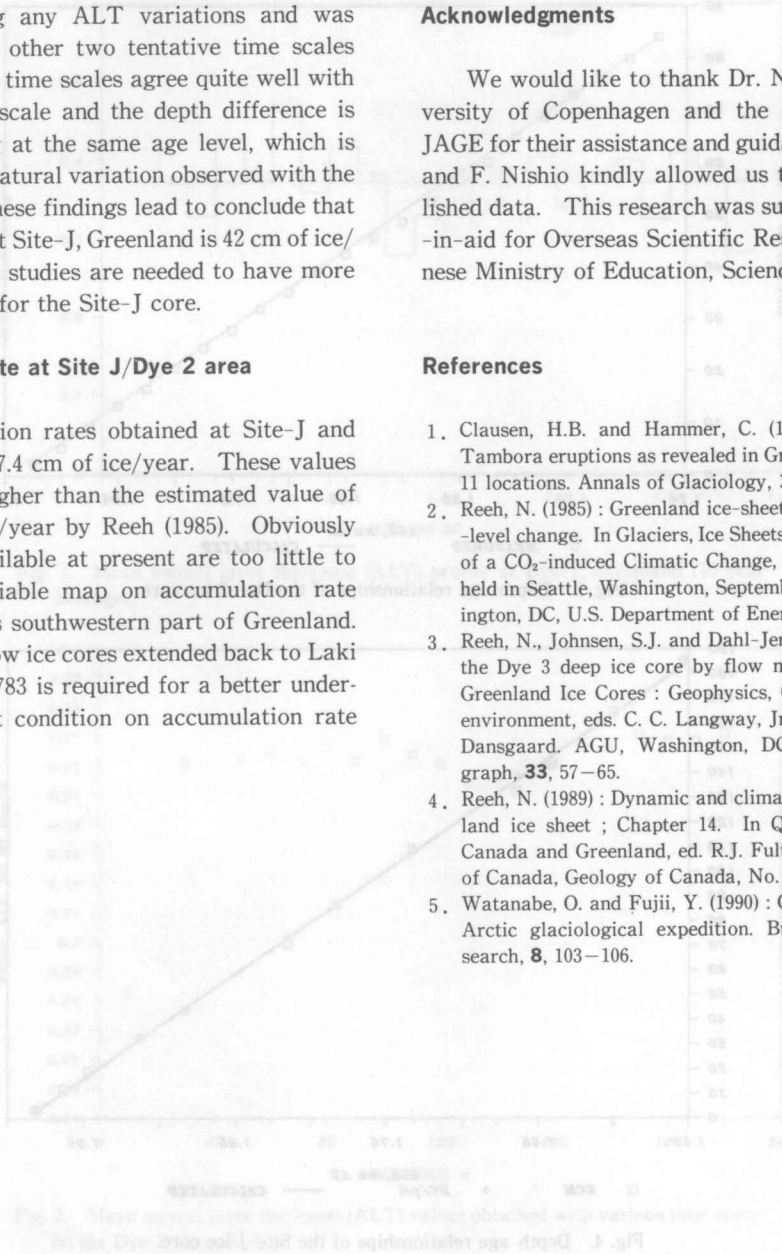 any ALT variations and was
other two tentative time scales
time scales agree quite well with
scale and the depth difference is
at the same age level, which is
natural variation observed with the
these findings lead to conclude that
Site-J, Greenland is 42 cm of ice/
studies are needed to have more
for the Site-J core.
at Site J/Dye 2 area
rates obtained at Site-J and
7.4 cm of ice/year. These values
higher than the estimated value of
/year by Reeh (1985). Obviously
available at present are too little to
map on accumulation rate
southwestern part of Greenland.
ice cores extended back to Laki
783 is required for a better under-
condition on accumulation rate
Acknowledgments
We would like to thank Dr. N
versity of Copenhagen and the
JAGE for their assistance and guid
and F. Nishio kindly allowed us t
lished data. This research was su
-in-aid for Overseas Scientific Res
nese Ministry of Education, Scienc
References
1. Clausen, H.B. and Hammer, C. (1
Tambora eruptions as revealed in Gr
11 locations. Annals of Glaciology,
2. Reeh, N. (1985) : Greenland ice-sheet
-level change. In Glaciers, Ice Sheets
of a CO₂-induced Climatic Change,
held in Seattle, Washington, Septemb
ington, DC, U.S. Department of Ener
3. Reeh, N., Johnsen, S.J. and Dahl-Jen
the Dye 3 deep ice core by flow m
Greenland Ice Cores : Geophysics,
environment, eds. C. C. Langway, Jr
Dansgaard. AGU, Washington, DC
graph, 33, 57−65.
4. Reeh, N. (1989) : Dynamic and clima
land ice sheet ; Chapter 14. In Q
Canada and Greenland, ed. R.J. Ful
of Canada, Geology of Canada, No.
5. Watanabe, O. and Fujii, Y. (1990) :
Arctic glaciological expedition. Bu
search, 8, 103−106.